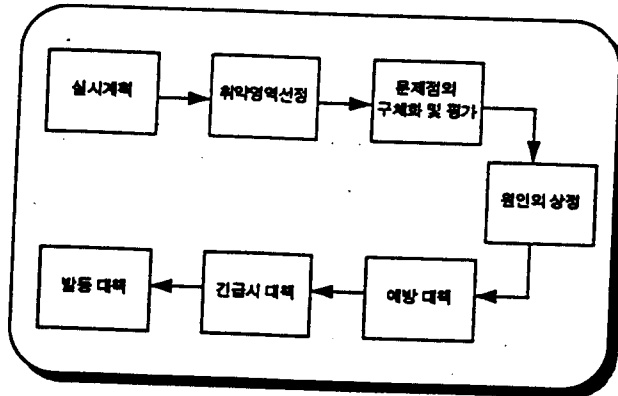 실시계획
취약영역선정
문제점의
구체화 및 평가
원인의 상정
예방 대책
긴급시 대책
발동 대책